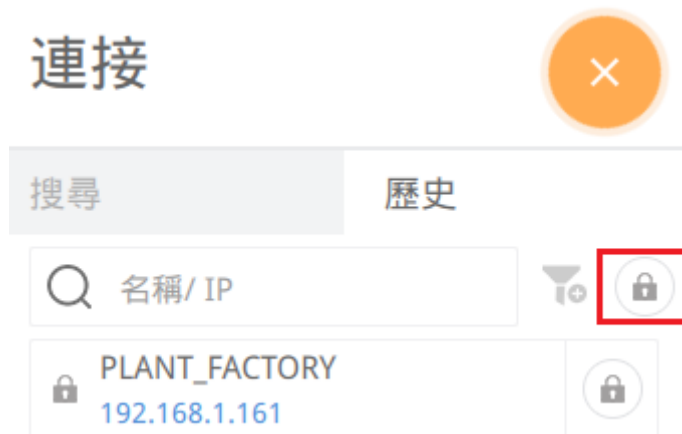 連接
搜尋
歷史
名稱/ IP
PLANT_FACTORY
192.168.1.161